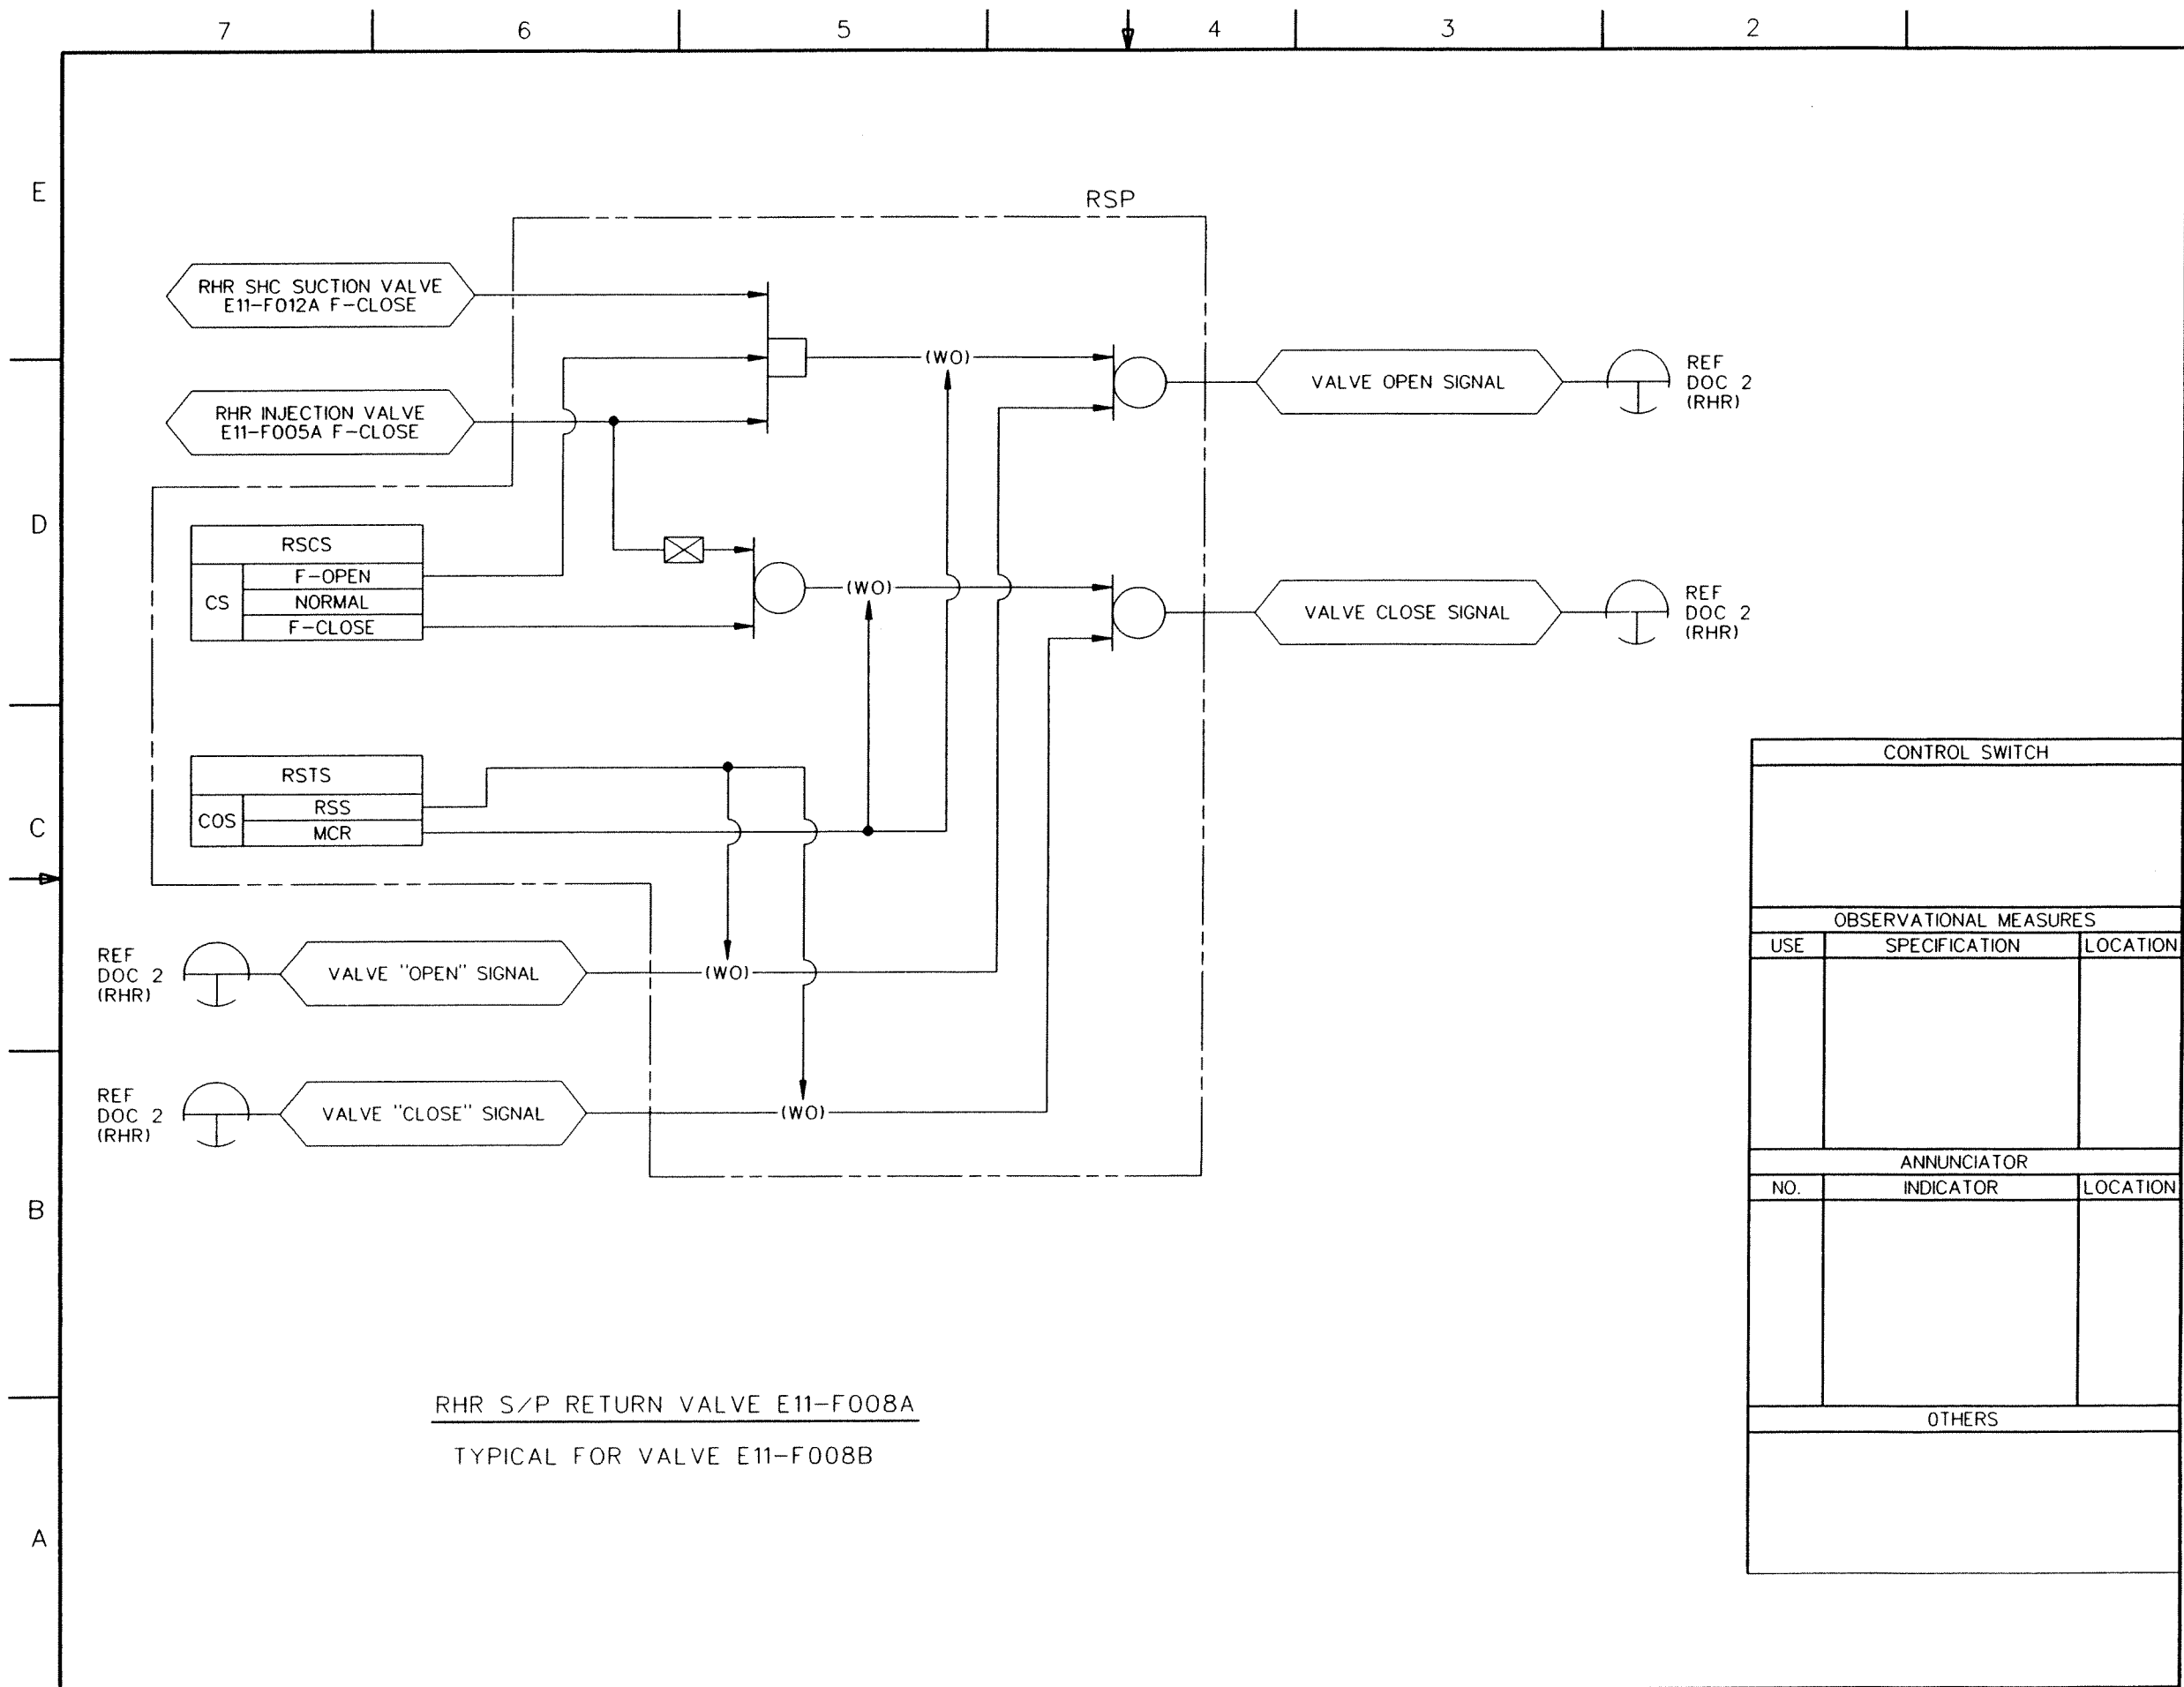 7 6 5 4 3 2
E
D
C
B
A
RSP
RHR SHC SUCTION VALVE
E11-F012A F-CLOSE
RHR INJECTION VALVE
E11-F005A F-CLOSE
(WO)
VALVE OPEN SIGNAL
REF
DOC 2
(RHR)
RSCS
CS
F-OPEN
NORMAL
F-CLOSE
(WO)
VALVE CLOSE SIGNAL
REF
DOC 2
(RHR)
RSTS
COS
RSS
MCR
REF
DOC 2
(RHR)
VALVE "OPEN" SIGNAL
(WO)
REF
DOC 2
(RHR)
VALVE "CLOSE" SIGNAL
(WO)
CONTROL SWITCH
OBSERVATIONAL MEASURES
USE SPECIFICATION LOCATION
ANNUNCIATOR
NO. INDICATOR LOCATION
OTHERS
RHR S/P RETURN VALVE E11-F008A
TYPICAL FOR VALVE E11-F008B